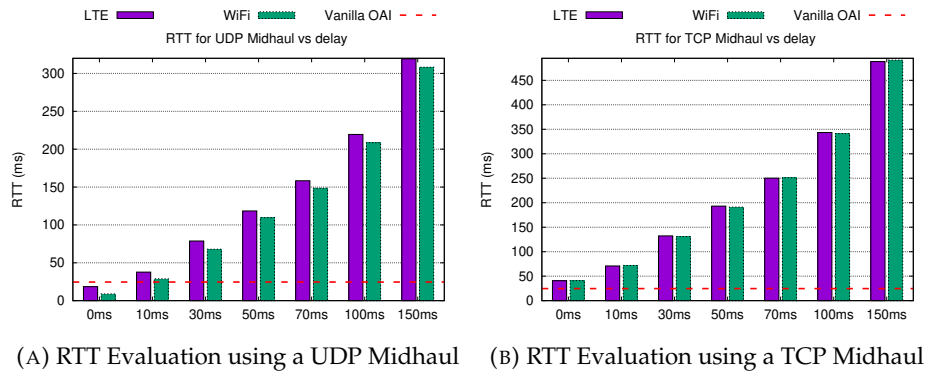 LTE WiFi Vanilla OAI
RTT for UDP Midhaul vs delay
RTT (ms)
300
250
200
150
100
50
0
0ms 10ms 30ms 50ms 70ms 100ms 150ms
(A) RTT Evaluation using a UDP Midhaul
LTE WiFi Vanilla OAI
RTT for TCP Midhaul vs delay
RTT (ms)
450
400
350
300
250
200
150
100
50
0
0ms 10ms 30ms 50ms 70ms 100ms 150ms
(B) RTT Evaluation using a TCP Midhaul